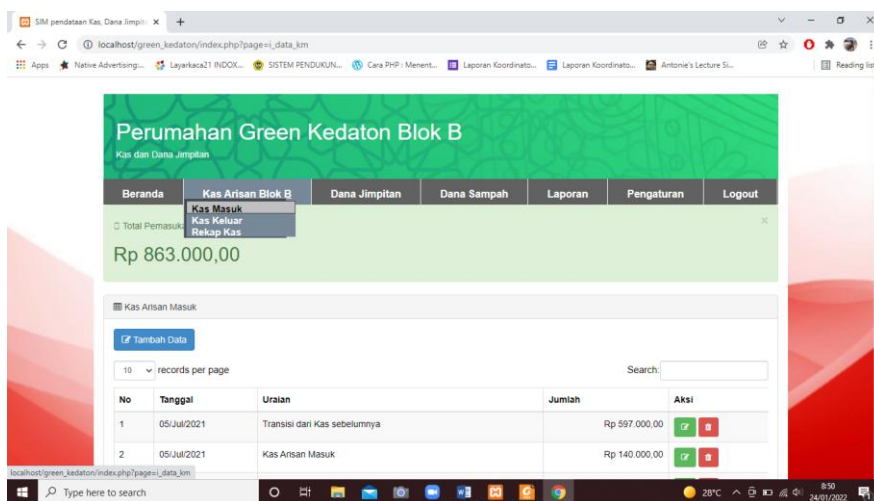 SIM pendataan Kas, Dana Jimpit
localhost/green_kedaton/index.php?page=i_data_km
Apps Native Advertising:... Layarkaca21 INDOX... SISTEM PENDUKUN... Cara PHP : Menent... Laporan Koordinato... Laporan Koordinato... Antonie's Lecture Si... Reading list
Perumahan Green Kedaton Blok B
Kas dan Dana Jimpitan
Beranda Kas Arisan Blok B Dana Jimpitan Dana Sampah Laporan Pengaturan Logout
Kas Masuk
Kas Keluar
Rekap Kas
Total Pemasuk
Rp 863.000,00
Kas Arisan Masuk
Tambah Data
10 records per page Search:
No Tanggal Uraian Jumlah Aksi
1 05/Jul/2021 Transisi dari Kas sebelumnya Rp 597.000,00
2 05/Jul/2021 Kas Arisan Masuk Rp 140.000,00
localhost/green_kedaton/index.php?page=i_data_km
Type here to search 28°C 8:50
24/01/2022